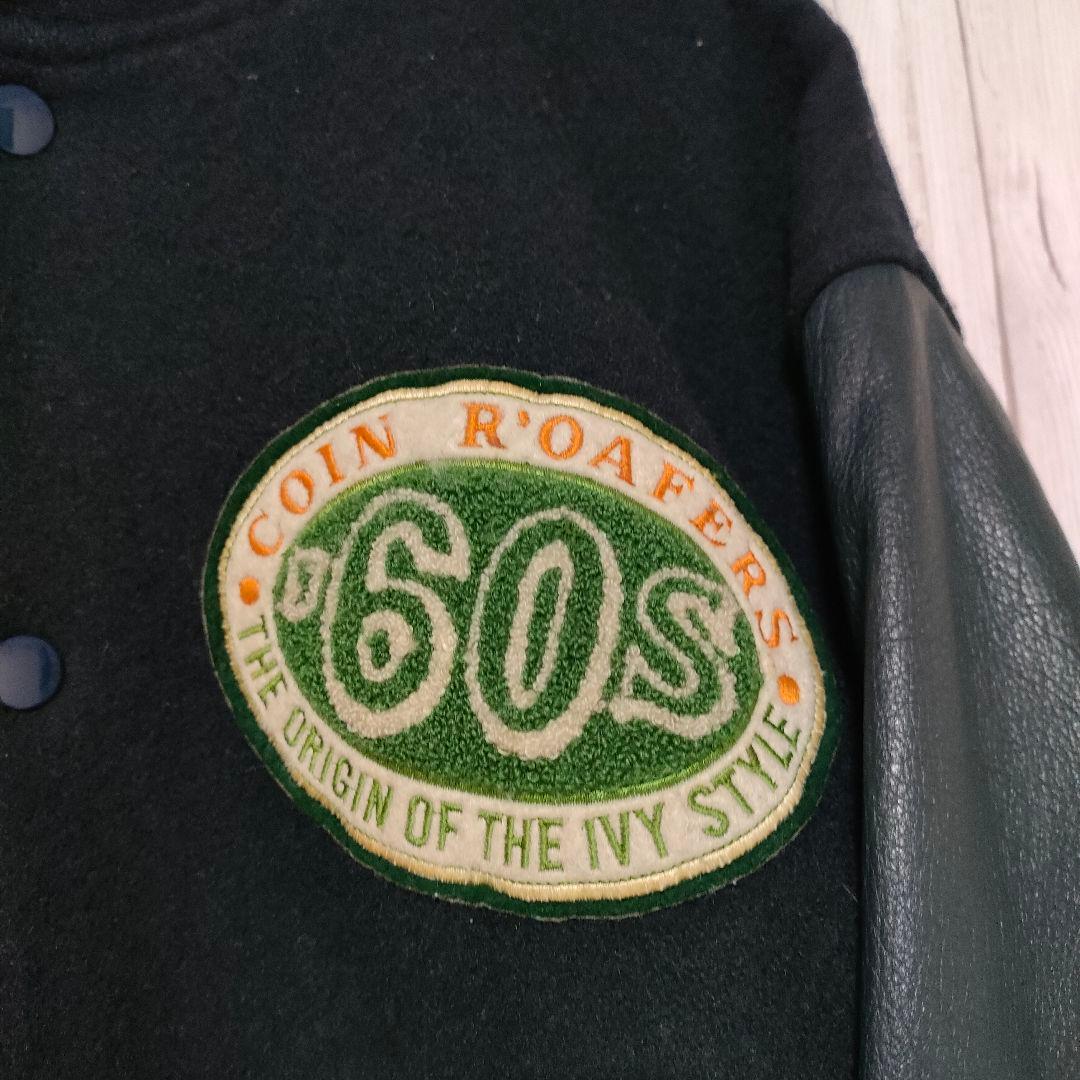 COIN R'OAFERS
'60s
THE ORIGIN OF THE IVY STYLE